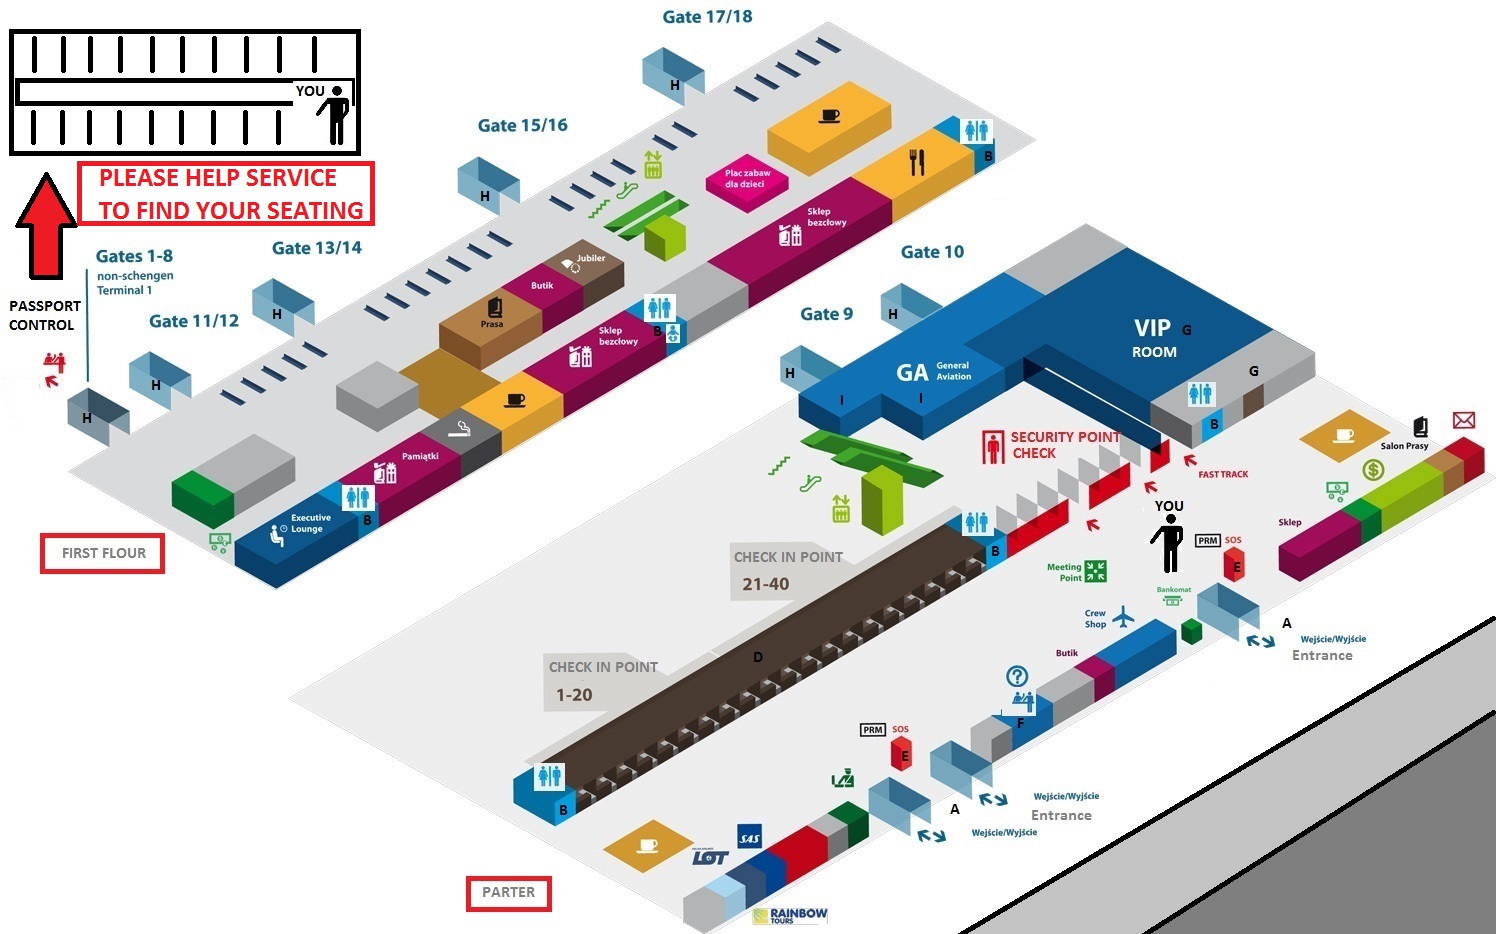 Gate 17/18
YOU
H
Gate 15/16
B
PLEASE HELP SERVICE
TO FIND YOUR SEATING
Plac zabaw
dla dzieci
H
Sklep
bezcłowy
Gate 13/14
Gates 1-8
non-schengen
Terminal 1
Jubiler
Butik
Gate 10
PASSPORT
CONTROL
H
Prasa
Gate 11/12
Gate 9
H
Sklep
bezcłowy
B
VIP
ROOM
G
H
H
GA
General
Aviation
H
G
I
I
B
H
Pamiątki
SECURITY POINT
CHECK
Salon Prasy
FAST TRACK
Executive
Lounge
B
YOU
Sklep
FIRST FLOUR
CHECK IN POINT
21-40
B
PRM
SOS
E
Meeting
Point
Bankomat
Crew
Shop
A
Wejście/Wyjście
Entrance
CHECK IN POINT
1-20
D
Butik
F
PRM
SOS
E
B
Wejście/Wyjście
A
Entrance
Wejście/Wyjście
SAS
LOT
PARTER
RAINBOW
TOURS